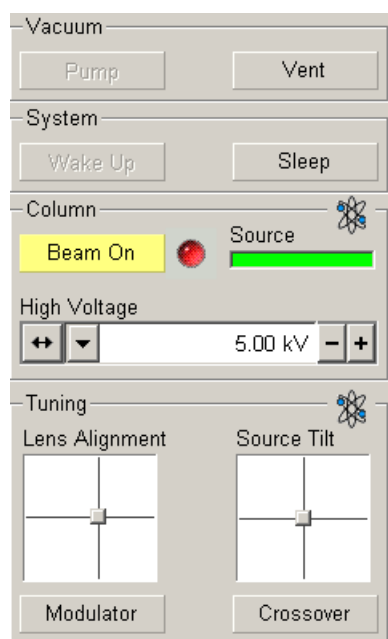 Vacuum
Pump Vent
System
Wake Up Sleep
Column
Source
Beam On
High Voltage
5.00 kV
Tuning
Lens Alignment Source Tilt
Modulator Crossover